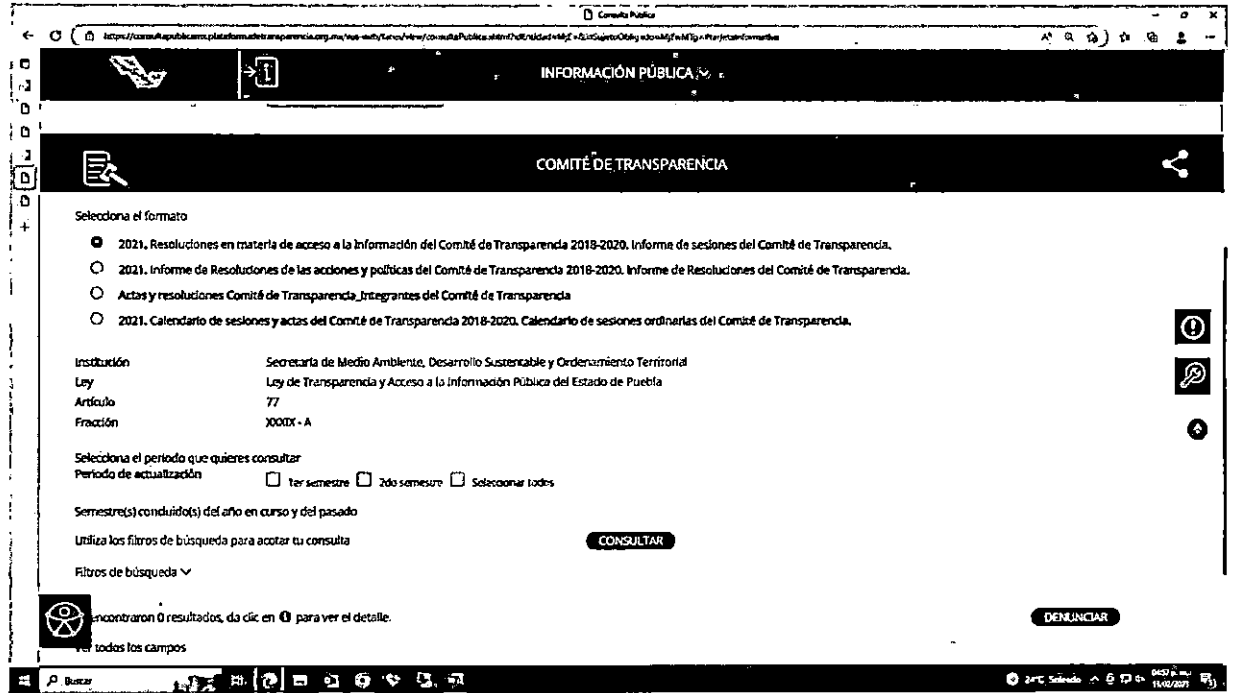 Consulta Pública
INFORMACIÓN PÚBLICA
COMITÉ DE TRANSPARENCIA
Selecciona el formato
2021. Resoluciones en materia de acceso a la información del Comité de Transparencia 2018-2020. Informe de sesiones del Comité de Transparencia.
2021. Informe de Resoluciones de las acciones y políticas del Comité de Transparencia 2018-2020. Informe de Resoluciones del Comité de Transparencia.
Actas y resoluciones Comité de Transparencia_Integrantes del Comité de Transparencia
2021. Calendario de sesiones y actas del Comité de Transparencia 2018-2020. Calendario de sesiones ordinarias del Comité de Transparencia.
Institución Secretaría de Medio Ambiente, Desarrollo Sustentable y Ordenamiento Territorial
Ley Ley de Transparencia y Acceso a la Información Pública del Estado de Puebla
Artículo 77
Fracción XXXIX - A
Selecciona el periodo que quieres consultar
Periodo de actualización 1er semestre 2do semestre Seleccionar todos
Semestre(s) concluido(s) del año en curso y del pasado
Utiliza los filtros de búsqueda para acotar tu consulta CONSULTAR
Filtros de búsqueda
encontraron 0 resultados, da clic en para ver el detalle. DENUNCIAR
Ver todos los campos
Buscar 24°C Soleado 04:57 p. m.